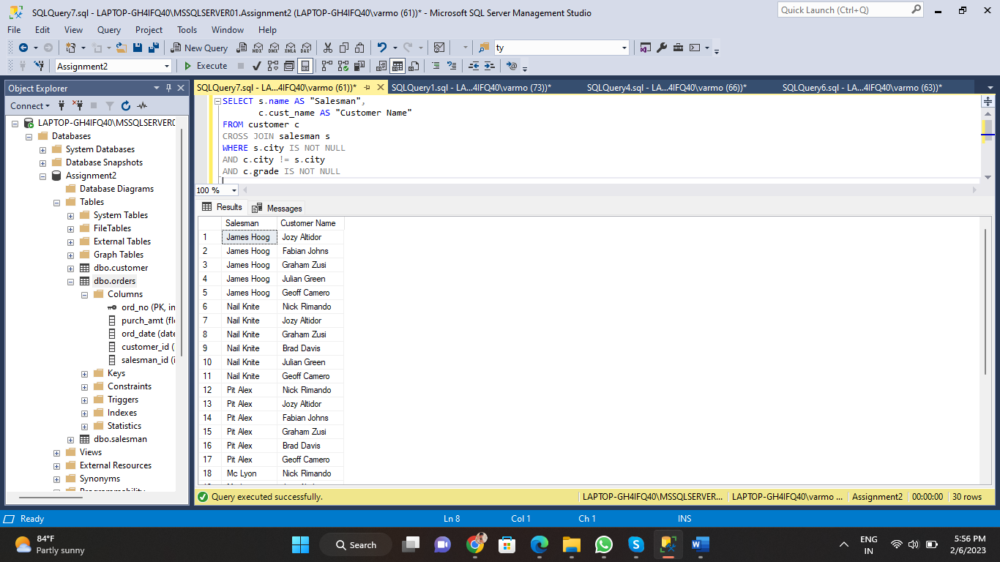 SQLQuery7.sql - LAPTOP-GH4IFQ40\MSSQLSERVER01.Assignment2 (LAPTOP-GH4IFQ40\varmo (61))* - Microsoft SQL Server Management Studio
Quick Launch (Ctrl+Q)
File Edit View Query Project Tools Window Help
New Query MDX DMX XMLA DAX ty
Assignment2 Execute
Object Explorer
Connect
LAPTOP-GH4IFQ40\MSSQLSERVER0
Databases
System Databases
Database Snapshots
Assignment2
Database Diagrams
Tables
System Tables
FileTables
External Tables
Graph Tables
dbo.customer
dbo.orders
Columns
ord_no (PK, in
purch_amt (flo
ord_date (date
customer_id (
salesman_id (i
Keys
Constraints
Triggers
Indexes
Statistics
dbo.salesman
Views
External Resources
Synonyms
Programmability
SQLQuery7.sql - LA...4IFQ40\varmo (61))* SQLQuery1.sql - LA...4IFQ40\varmo (73))* SQLQuery4.sql - LA...4IFQ40\varmo (66))* SQLQuery6.sql - LA...4IFQ40\varmo (63))*
SELECT s.name AS "Salesman",
c.cust_name AS "Customer Name"
FROM customer c
CROSS JOIN salesman s
WHERE s.city IS NOT NULL
AND c.city != s.city
AND c.grade IS NOT NULL
100 %
Results Messages
Salesman Customer Name
1 James Hoog Jozy Altidor
2 James Hoog Fabian Johns
3 James Hoog Graham Zusi
4 James Hoog Julian Green
5 James Hoog Geoff Camero
6 Nail Knite Nick Rimando
7 Nail Knite Jozy Altidor
8 Nail Knite Graham Zusi
9 Nail Knite Brad Davis
10 Nail Knite Julian Green
11 Nail Knite Geoff Camero
12 Pit Alex Nick Rimando
13 Pit Alex Jozy Altidor
14 Pit Alex Fabian Johns
15 Pit Alex Graham Zusi
16 Pit Alex Brad Davis
17 Pit Alex Geoff Camero
18 Mc Lyon Nick Rimando
Query executed successfully. LAPTOP-GH4IFQ40\MSSQLSERVER... LAPTOP-GH4IFQ40\varmo ... Assignment2 00:00:00 30 rows
Ready Ln 8 Col 1 Ch 1 INS
84°F
Partly sunny
Search
ENG
IN
5:56 PM
2/6/2023